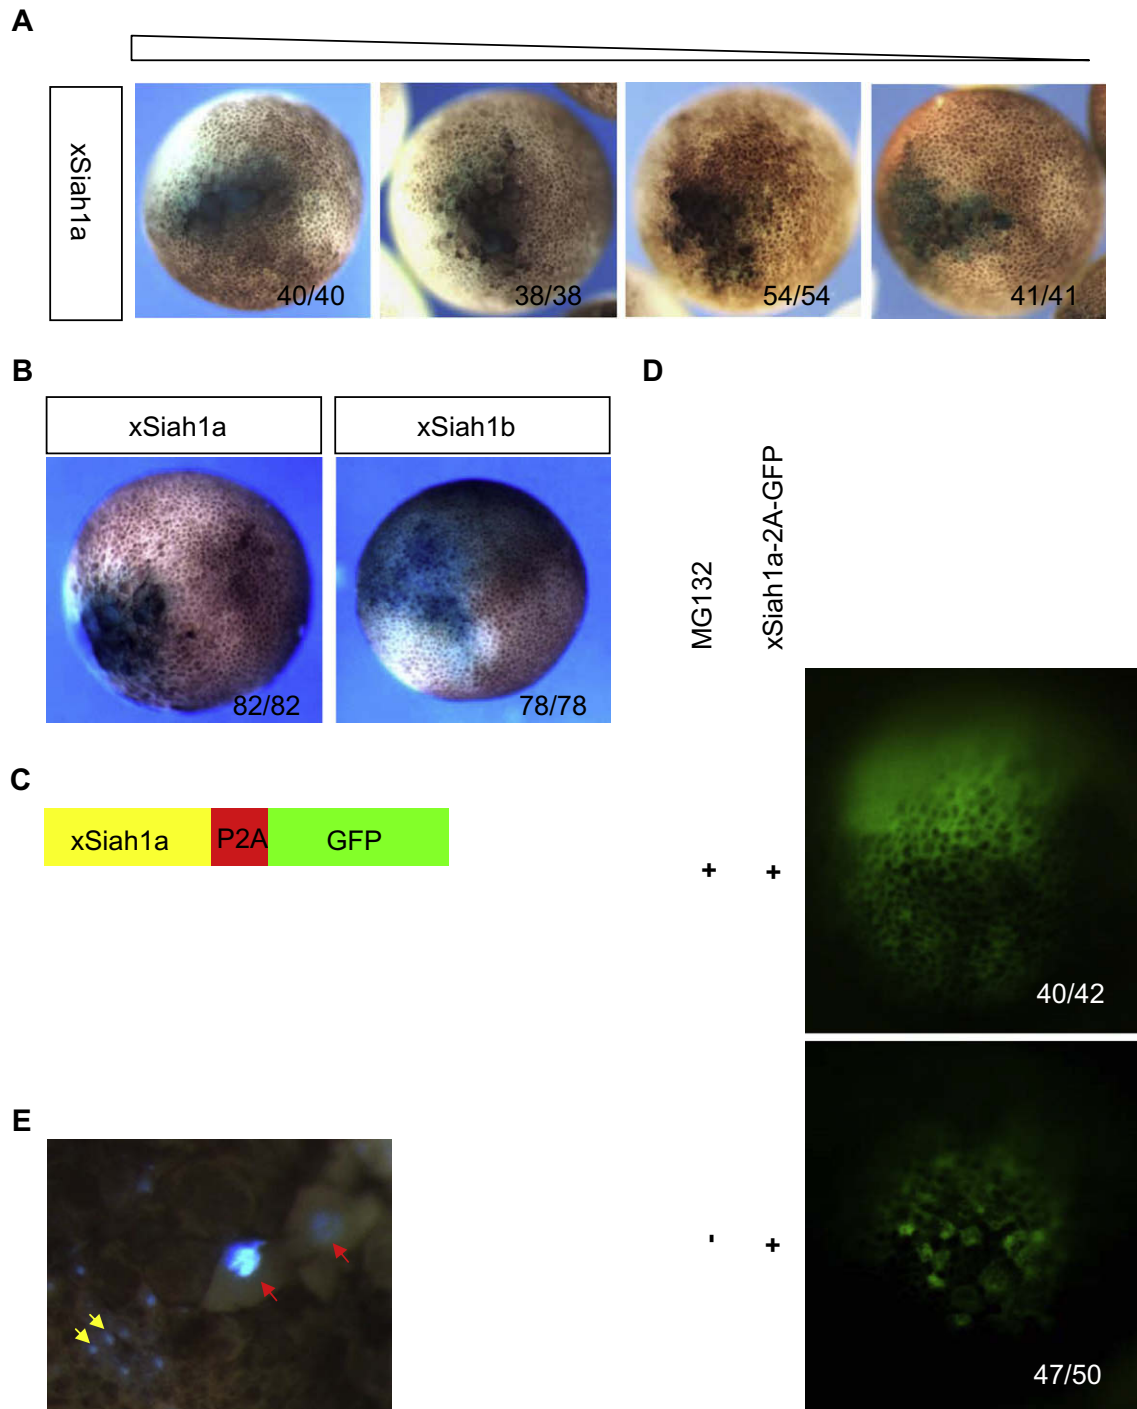 A
xSiah1a
40/40
38/38
54/54
41/41
B
xSiah1a
xSiah1b
82/82
78/78
C
xSiah1a
P2A
GFP
D
MG132
xSiah1a-2A-GFP
+
+
40/42
-
+
47/50
E